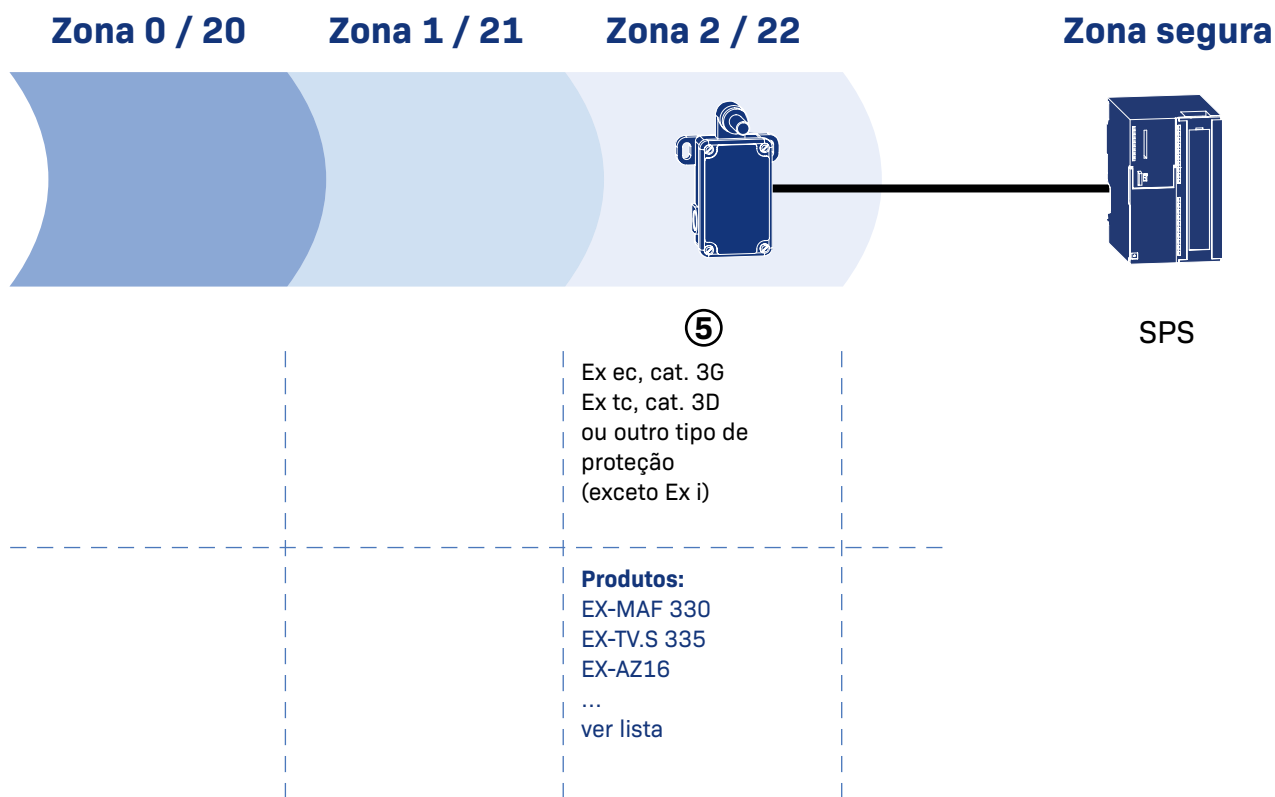 Zona 0 / 20
Zona 1 / 21
Zona 2 / 22
Zona segura
⑤
SPS
Ex ec, cat. 3G
Ex tc, cat. 3D
ou outro tipo de
proteção
(exceto Ex i)
Produtos:
EX-MAF 330
EX-TV.S 335
EX-AZ16
...
ver lista